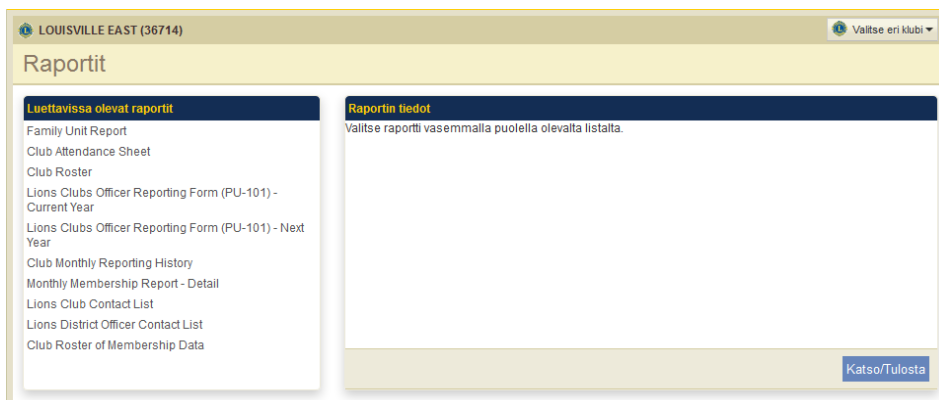 LOUISVILLE EAST (36714)
Valitse eri klubi
Raportit
Luettavissa olevat raportit
Family Unit Report
Club Attendance Sheet
Club Roster
Lions Clubs Officer Reporting Form (PU-101) -
Current Year
Lions Clubs Officer Reporting Form (PU-101) - Next
Year
Club Monthly Reporting History
Monthly Membership Report - Detail
Lions Club Contact List
Lions District Officer Contact List
Club Roster of Membership Data
Raportin tiedot
Valitse raportti vasemmalla puolella olevalta listalta.
Katso/Tulosta